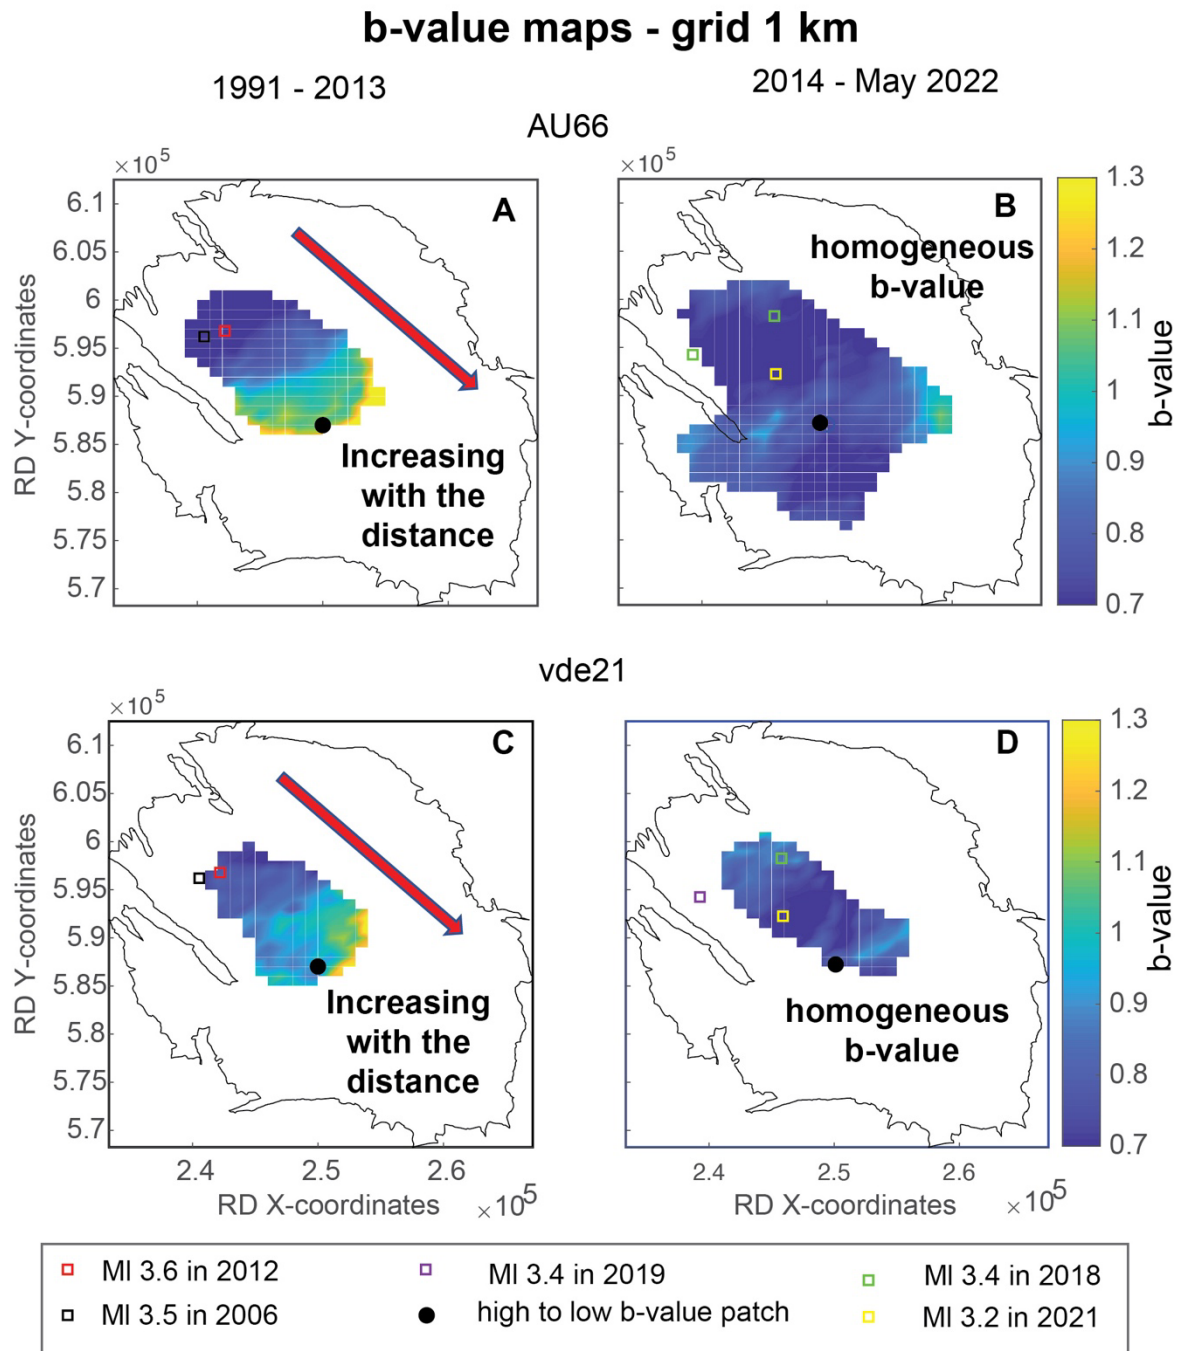 b-value maps - grid 1 km
1991 - 2013
2014 - May 2022
AU66
×10⁵
A
6.1
6.05
6
5.95
5.9
5.85
5.8
5.75
5.7
RD Y-coordinates
Increasing
with the
distance
×10⁵
B
homogeneous
b-value
1.3
1.2
1.1
1
0.9
0.8
0.7
b-value
vde21
×10⁵
C
6.1
6.05
6
5.95
5.9
5.85
5.8
5.75
5.7
RD Y-coordinates
Increasing
with the
distance
2.4
2.5
2.6
RD X-coordinates
×10⁵
D
homogeneous
b-value
2.4
2.5
2.6
RD X-coordinates
×10⁵
1.3
1.2
1.1
1
0.9
0.8
0.7
b-value
Ml 3.6 in 2012
Ml 3.4 in 2019
Ml 3.4 in 2018
Ml 3.5 in 2006
high to low b-value patch
Ml 3.2 in 2021